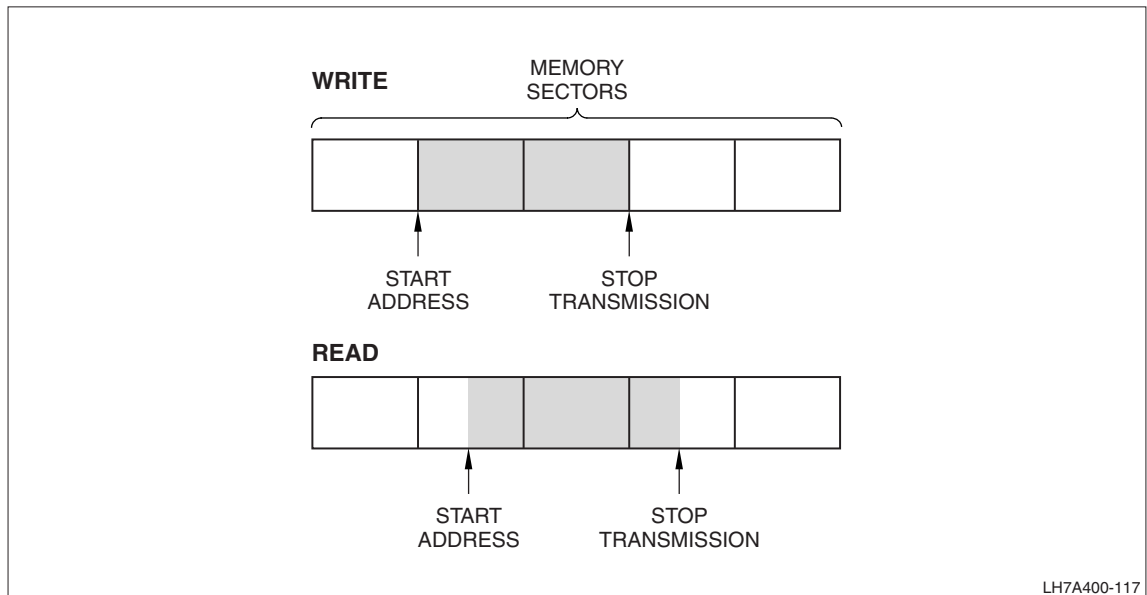 WRITE
MEMORY
SECTORS
START
ADDRESS
STOP
TRANSMISSION
READ
START
ADDRESS
STOP
TRANSMISSION
LH7A400-117